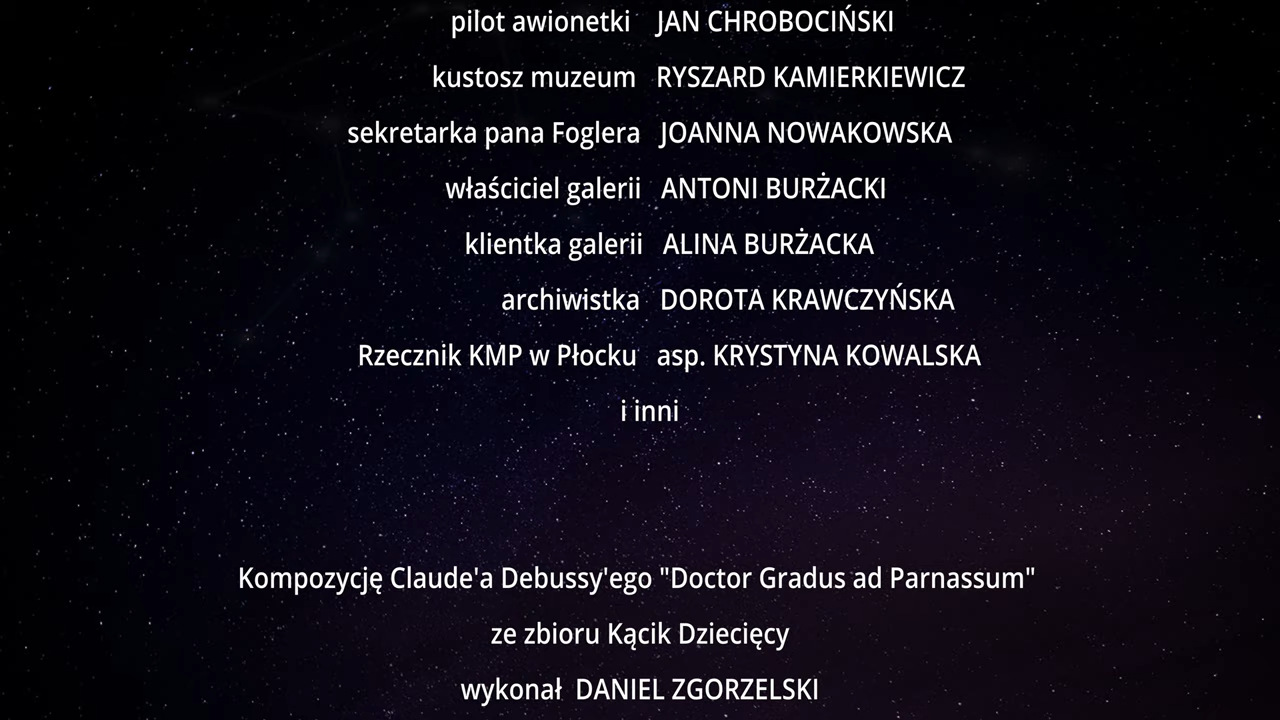 pilot awionetki JAN CHROBOCIŃSKI
kustosz muzeum RYSZARD KAMIERKIEWICZ
sekretarka pana Foglera JOANNA NOWAKOWSKA
właściciel galerii ANTONI BURŻACKI
klientka galerii ALINA BURŻACKA
archiwistka DOROTA KRAWCZYŃSKA
Rzecznik KMP w Płocku asp. KRYSTYNA KOWALSKA
i inni
Kompozycję Claude'a Debussy'ego "Doctor Gradus ad Parnassum"
ze zbioru Kącik Dziecięcy
wykonał DANIEL ZGORZELSKI